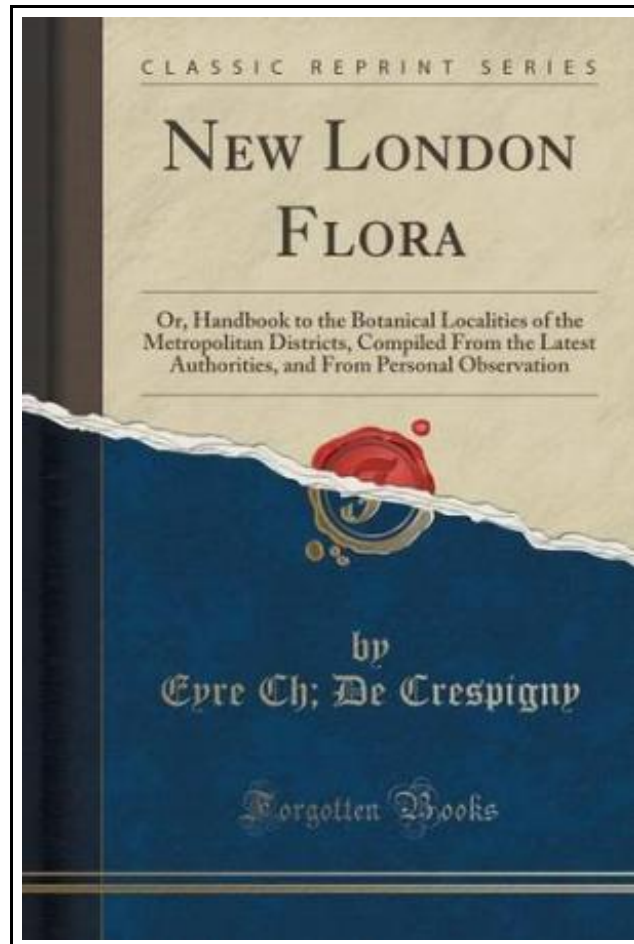 CLASSIC REPRINT SERIES
NEW LONDON
FLORA
Or, Handbook to the Botanical Localities of the
Metropolitan Districts, Compiled From the Latest
Authorities, and From Personal Observation
by
Eyre Ch; De Crespigny
Forgotten Books